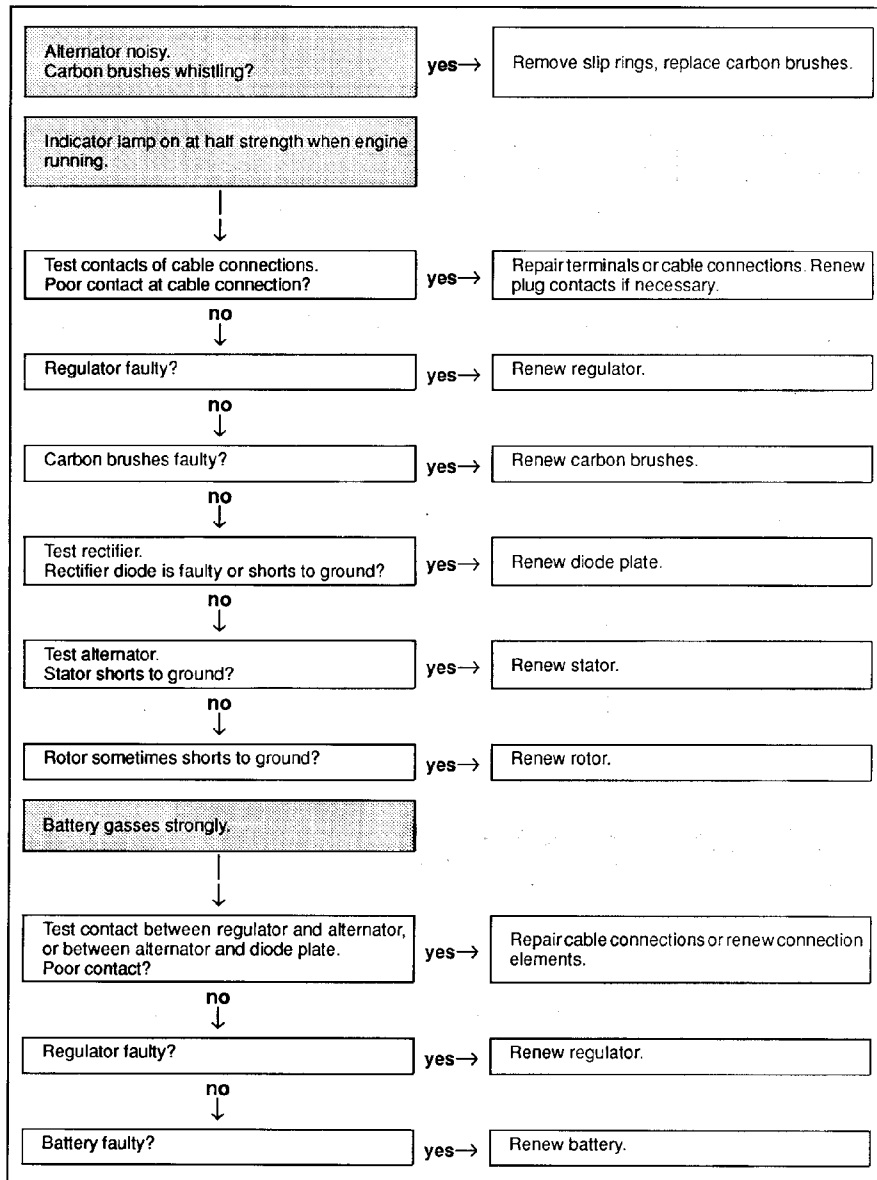 Alternator noisy.
Carbon brushes whistling?
yes→
Remove slip rings, replace carbon brushes.
Indicator lamp on at half strength when engine
running.
Test contacts of cable connections.
Poor contact at cable connection?
yes→
Repair terminals or cable connections. Renew
plug contacts if necessary.
no
Regulator faulty?
yes→
Renew regulator.
no
Carbon brushes faulty?
yes→
Renew carbon brushes.
no
Test rectifier.
Rectifier diode is faulty or shorts to ground?
yes→
Renew diode plate.
no
Test alternator.
Stator shorts to ground?
yes→
Renew stator.
no
Rotor sometimes shorts to ground?
yes→
Renew rotor.
Battery gasses strongly.
Test contact between regulator and alternator,
or between alternator and diode plate.
Poor contact?
yes→
Repair cable connections or renew connection
elements.
no
Regulator faulty?
yes→
Renew regulator.
no
Battery faulty?
yes→
Renew battery.